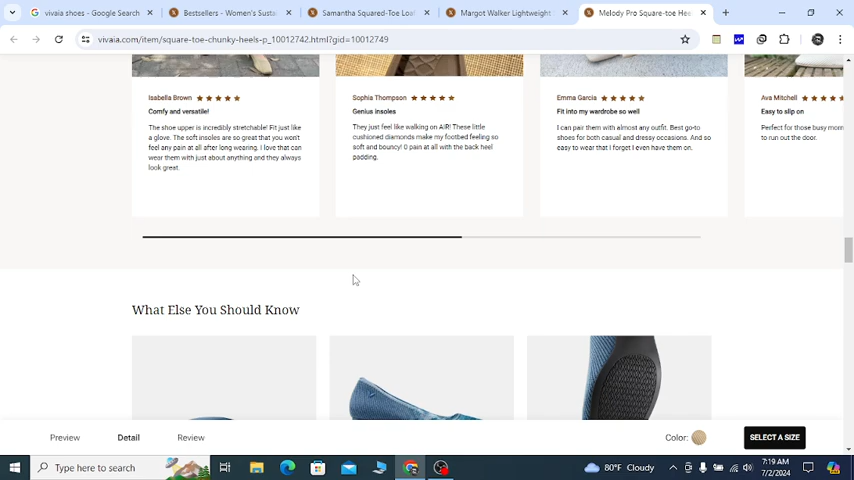 vivaia shoes - Google Search
Bestsellers - Women's Susta
Samantha Squared-Toe Loaf
Margot Walker Lightweight
Melody Pro Square-toe Hee
vivaia.com/item/square-toe-chunky-heels-p_10012742.html?gid=10012749
Isabella Brown
Comfy and versatile!
The shoe upper is incredibly stretchable! Fit just like
a glove. The soft insoles are so great that you won't
feel any pain at all after long wearing. I love that can
wear them with just about anything and they always
look great.
Sophia Thompson
Genius insoles
They just feel like walking on AIR! These little
cushioned diamonds make my footbed feeling so
soft and bouncy! 0 pain at all with the back heel
padding.
Emma Garcia
Fit into my wardrobe so well
I can pair them with almost any outfit. Best go-to
shoes for both casual and dressy occasions. And so
easy to wear that I forget I even have them on.
Ava Mitchell
Easy to slip on
Perfect for those busy morn
to run out the door.
What Else You Should Know
Preview
Detail
Review
Color:
SELECT A SIZE
Type here to search
80°F Cloudy
7:19 AM
7/2/2024